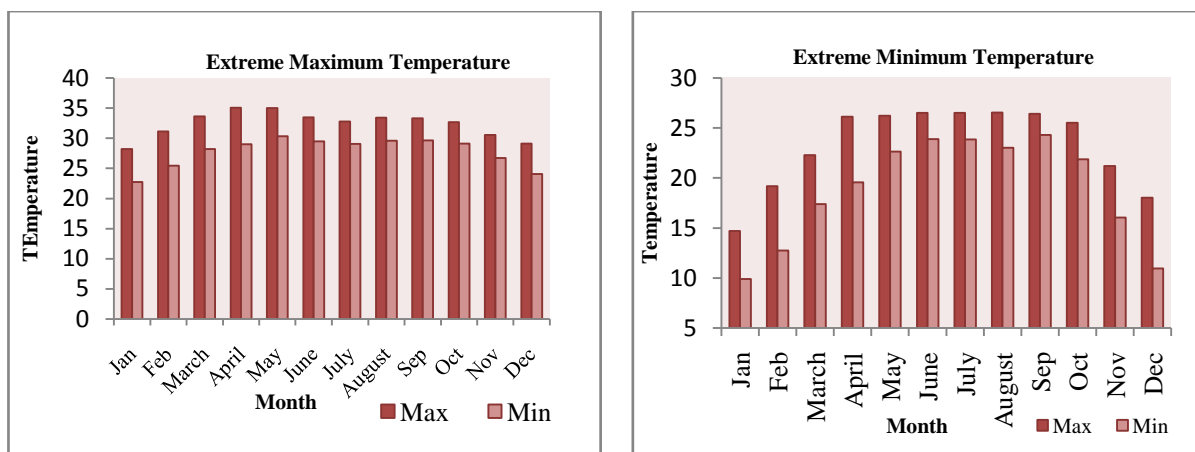 Extreme Maximum Temperature
40
35
30
25
20
15
10
5
0
TEmperature
Jan Feb March April May June July August Sep Oct Nov Dec
Month
Max Min
Extreme Minimum Temperature
30
25
20
15
10
5
Temperature
Jan Feb March April May June July August Sep Oct Nov Dec
Month
Max Min